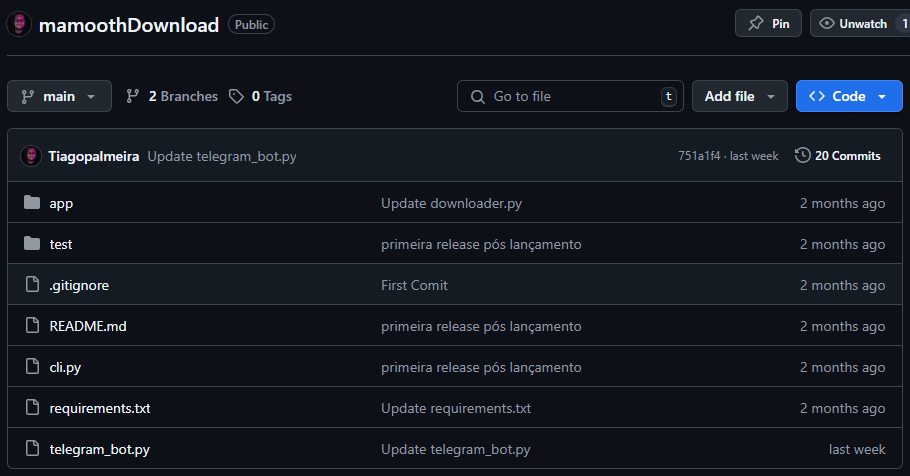 mamoothDownload Public Pin Unwatch 1
main 2 Branches 0 Tags Go to file t Add file Code
Tiagopalmeira Update telegram_bot.py 751a1f4 · last week 20 Commits
app Update downloader.py 2 months ago
test primeira release pós lançamento 2 months ago
.gitignore First Comit 2 months ago
README.md primeira release pós lançamento 2 months ago
cli.py primeira release pós lançamento 2 months ago
requirements.txt Update requirements.txt 2 months ago
telegram_bot.py Update telegram_bot.py last week